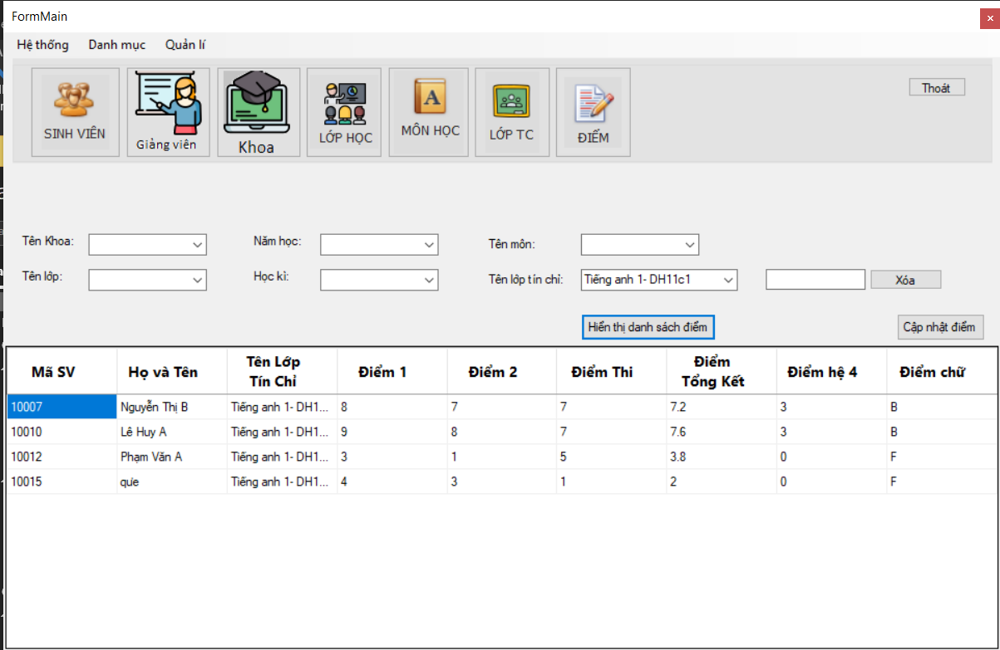 FormMain
Hệ thống Danh mục Quản lí
SINH VIÊN Giảng viên Khoa LỚP HỌC A MÔN HỌC LỚP TC ĐIỂM Thoát
Tên Khoa: Năm học: Tên môn:
Tên lớp: Học kì: Tên lớp tín chỉ: Tiếng anh 1- DH11c1 Xóa
Hiển thị danh sách điểm Cập nhật điểm
Mã SV Họ và Tên Tên Lớp Tín Chỉ Điểm 1 Điểm 2 Điểm Thi Điểm Tổng Kết Điểm hệ 4 Điểm chữ
10007 Nguyễn Thị B Tiếng anh 1- DH1... 8 7 7 7.2 3 B
10010 Lê Huy A Tiếng anh 1- DH1... 9 8 7 7.6 3 B
10012 Phạm Văn A Tiếng anh 1- DH1... 3 1 5 3.8 0 F
10015 qưe Tiếng anh 1- DH1... 4 3 1 2 0 F